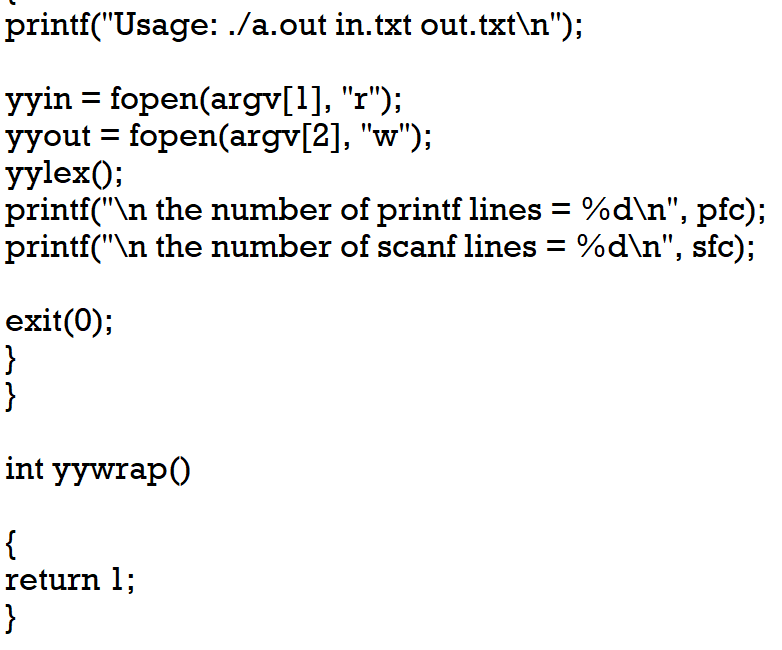 {
printf("Usage: ./a.out in.txt out.txt\n");
yyin = fopen(argv[1], "r");
yyout = fopen(argv[2], "w");
yylex();
printf("\n the number of printf lines = %d\n", pfc);
printf("\n the number of scanf lines = %d\n", sfc);
exit(0);
}
}
int yywrap()
{
return 1;
}